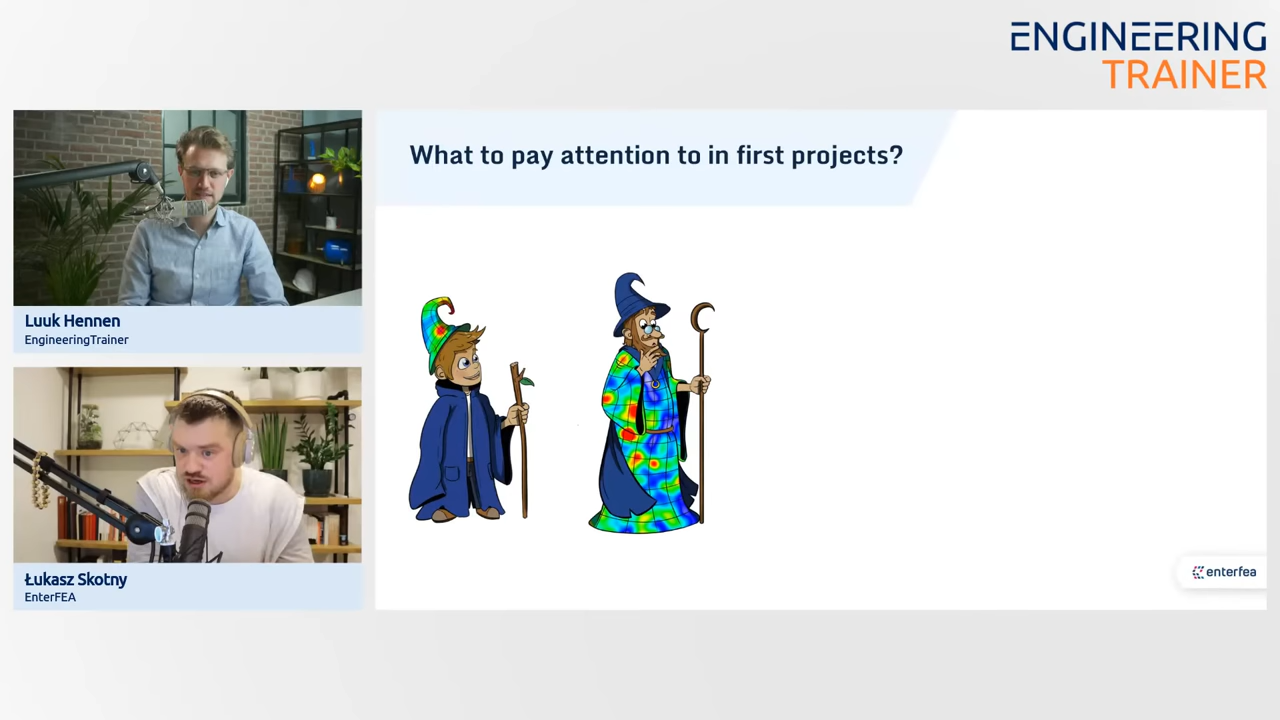 ENGINEERING
TRAINER
What to pay attention to in first projects?
Luuk Hennen
EngineeringTrainer
Łukasz Skotny
EnterFEA
enterfea